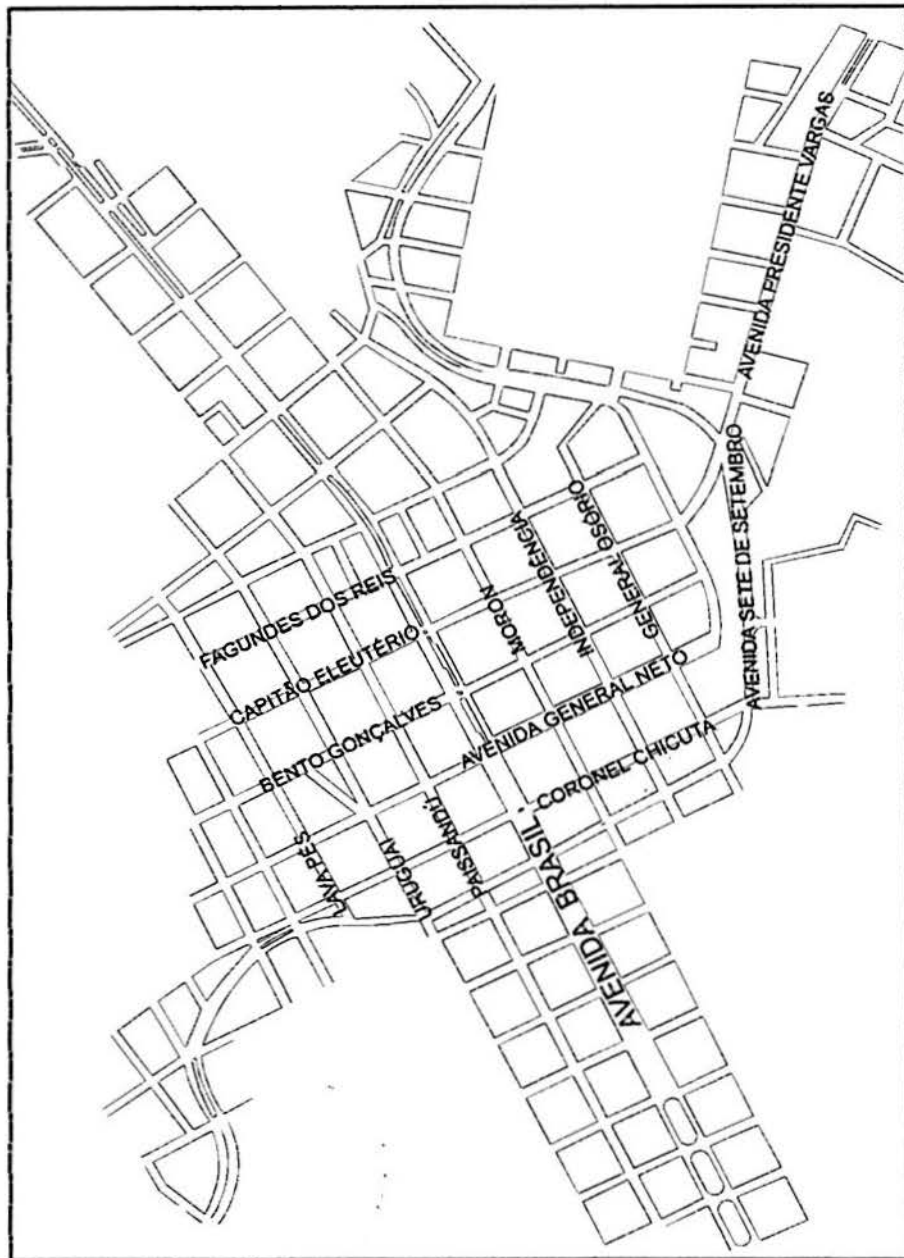 AVENIDA PRESIDENTE VARGAS
AVENIDA SETE DE SETEMBRO
FAGUNDES DOS REIS
CAPITÃO ELEUTÉRIO
BENTO GONÇALVES
MORON
INDEPENDÊNCIA
GENERAL OSÓRIO
AVENIDA GENERAL NETO
CORONEL CHICUTA
LAVA PÉS
URUGUAI
PAISSANDÚ
AVENIDA BRASIL